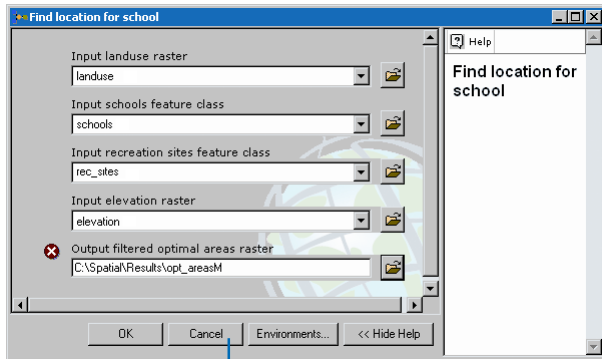 Find location for school
Input landuse raster
landuse
Input schools feature class
schools
Input recreation sites feature class
rec_sites
Input elevation raster
elevation
Output filtered optimal areas raster
C:\Spatial\Results\opt_areasM
OK
Cancel
Environments...
<< Hide Help
Help
Find location for
school